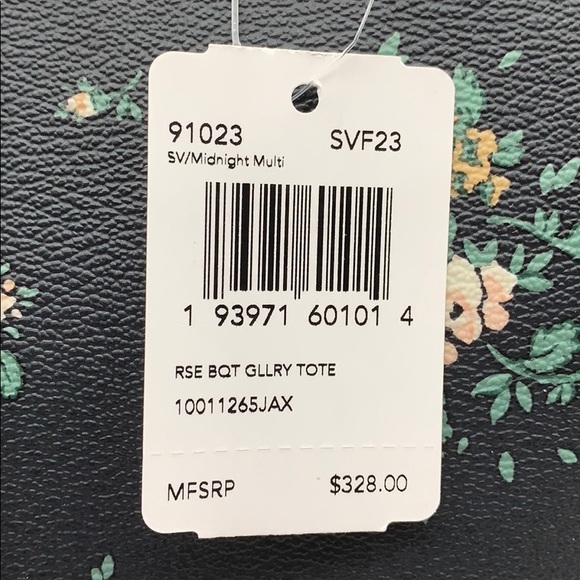 91023 SVF23
SV/Midnight Multi
1 93971 60101 4
RSE BQT GLLRY TOTE
10011265JAX
MFSRP $328.00